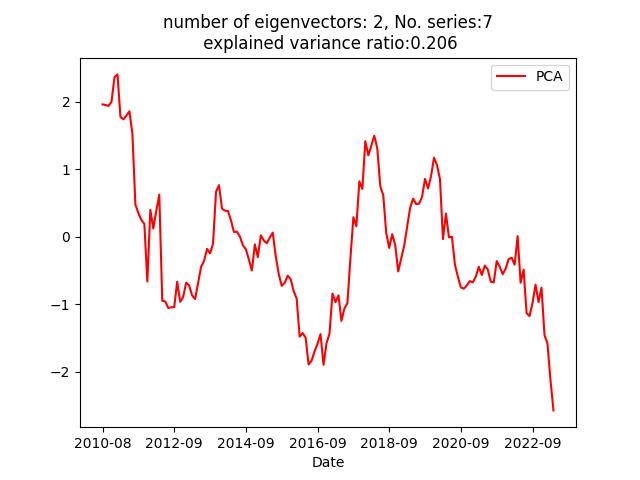 number of eigenvectors: 2, No. series:7
explained variance ratio:0.206
PCA
2
1
0
−1
−2
2010-08 2012-09 2014-09 2016-09 2018-09 2020-09 2022-09
Date